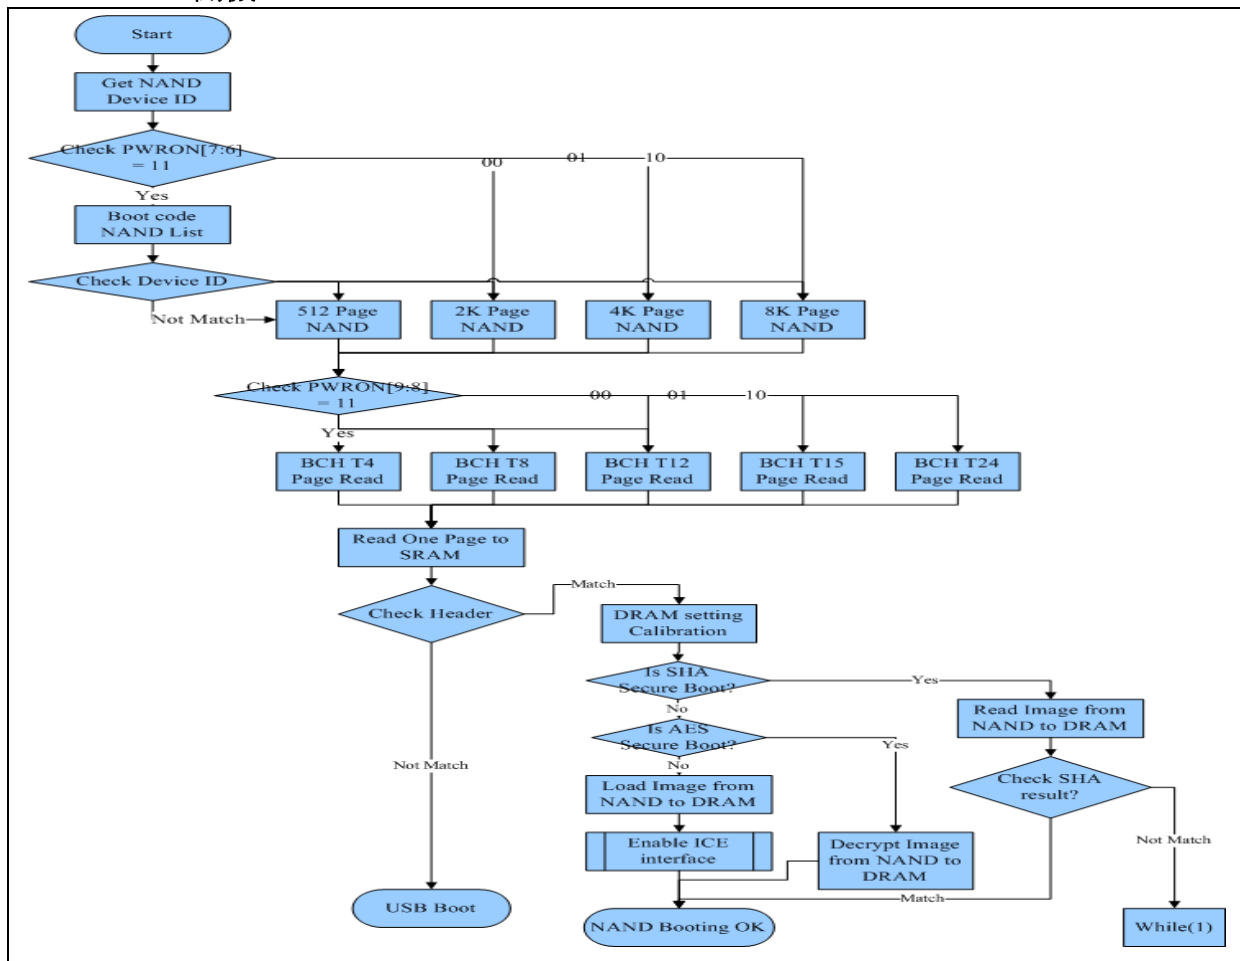 Start
Get NAND
Device ID
Check PWRON[7:6]
= 11
00
01
10
Yes
Boot code
NAND List
Check Device ID
Not Match
512 Page
NAND
2K Page
NAND
4K Page
NAND
8K Page
NAND
Check PWRON[9:8]
= 11
00
01
10
Yes
BCH T4
Page Read
BCH T8
Page Read
BCH T12
Page Read
BCH T15
Page Read
BCH T24
Page Read
Read One Page to
SRAM
Check Header
Match
DRAM setting
Calibration
Is SHA
Secure Boot?
Yes
No
Read Image from
NAND to DRAM
Is AES
Secure Boot?
Yes
No
Not Match
Load Image from
NAND to DRAM
Check SHA
result?
Enable ICE
interface
Decrypt Image
from NAND to
DRAM
Not Match
Match
USB Boot
NAND Booting OK
While(1)